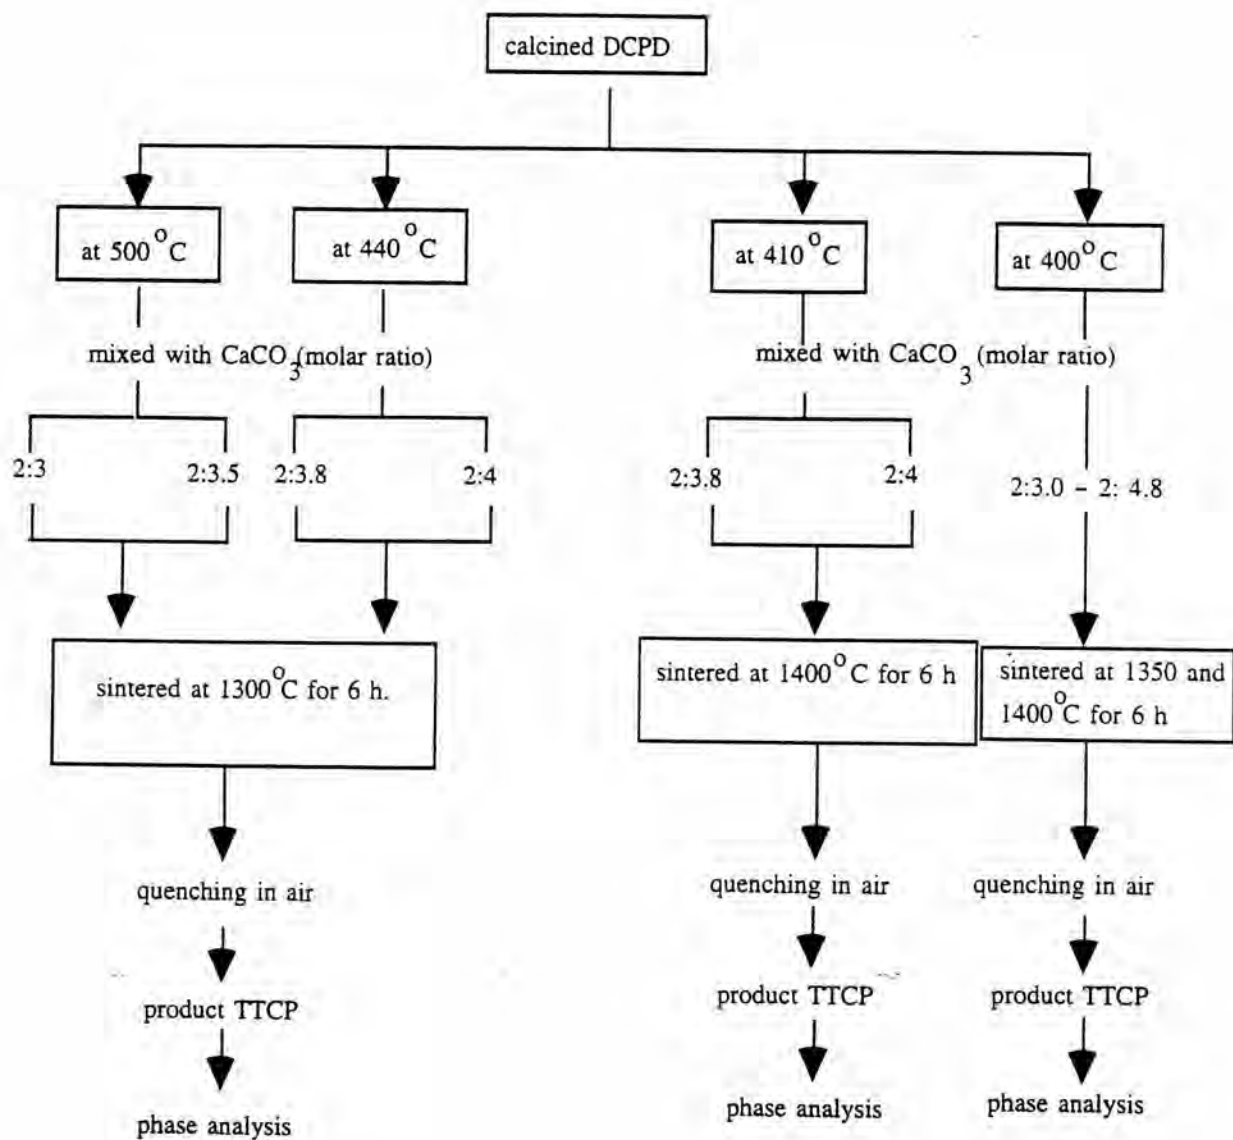 calcined DCPD
at 500°C
at 440°C
at 410°C
at 400°C
mixed with CaCO3 (molar ratio)
mixed with CaCO3 (molar ratio)
2:3
2:3.5
2:3.8
2:4
2:3.8
2:4
2:3.0 – 2: 4.8
sintered at 1300°C for 6 h.
sintered at 1400°C for 6 h
sintered at 1350 and
1400°C for 6 h
quenching in air
quenching in air
quenching in air
product TTCP
product TTCP
product TTCP
phase analysis
phase analysis
phase analysis